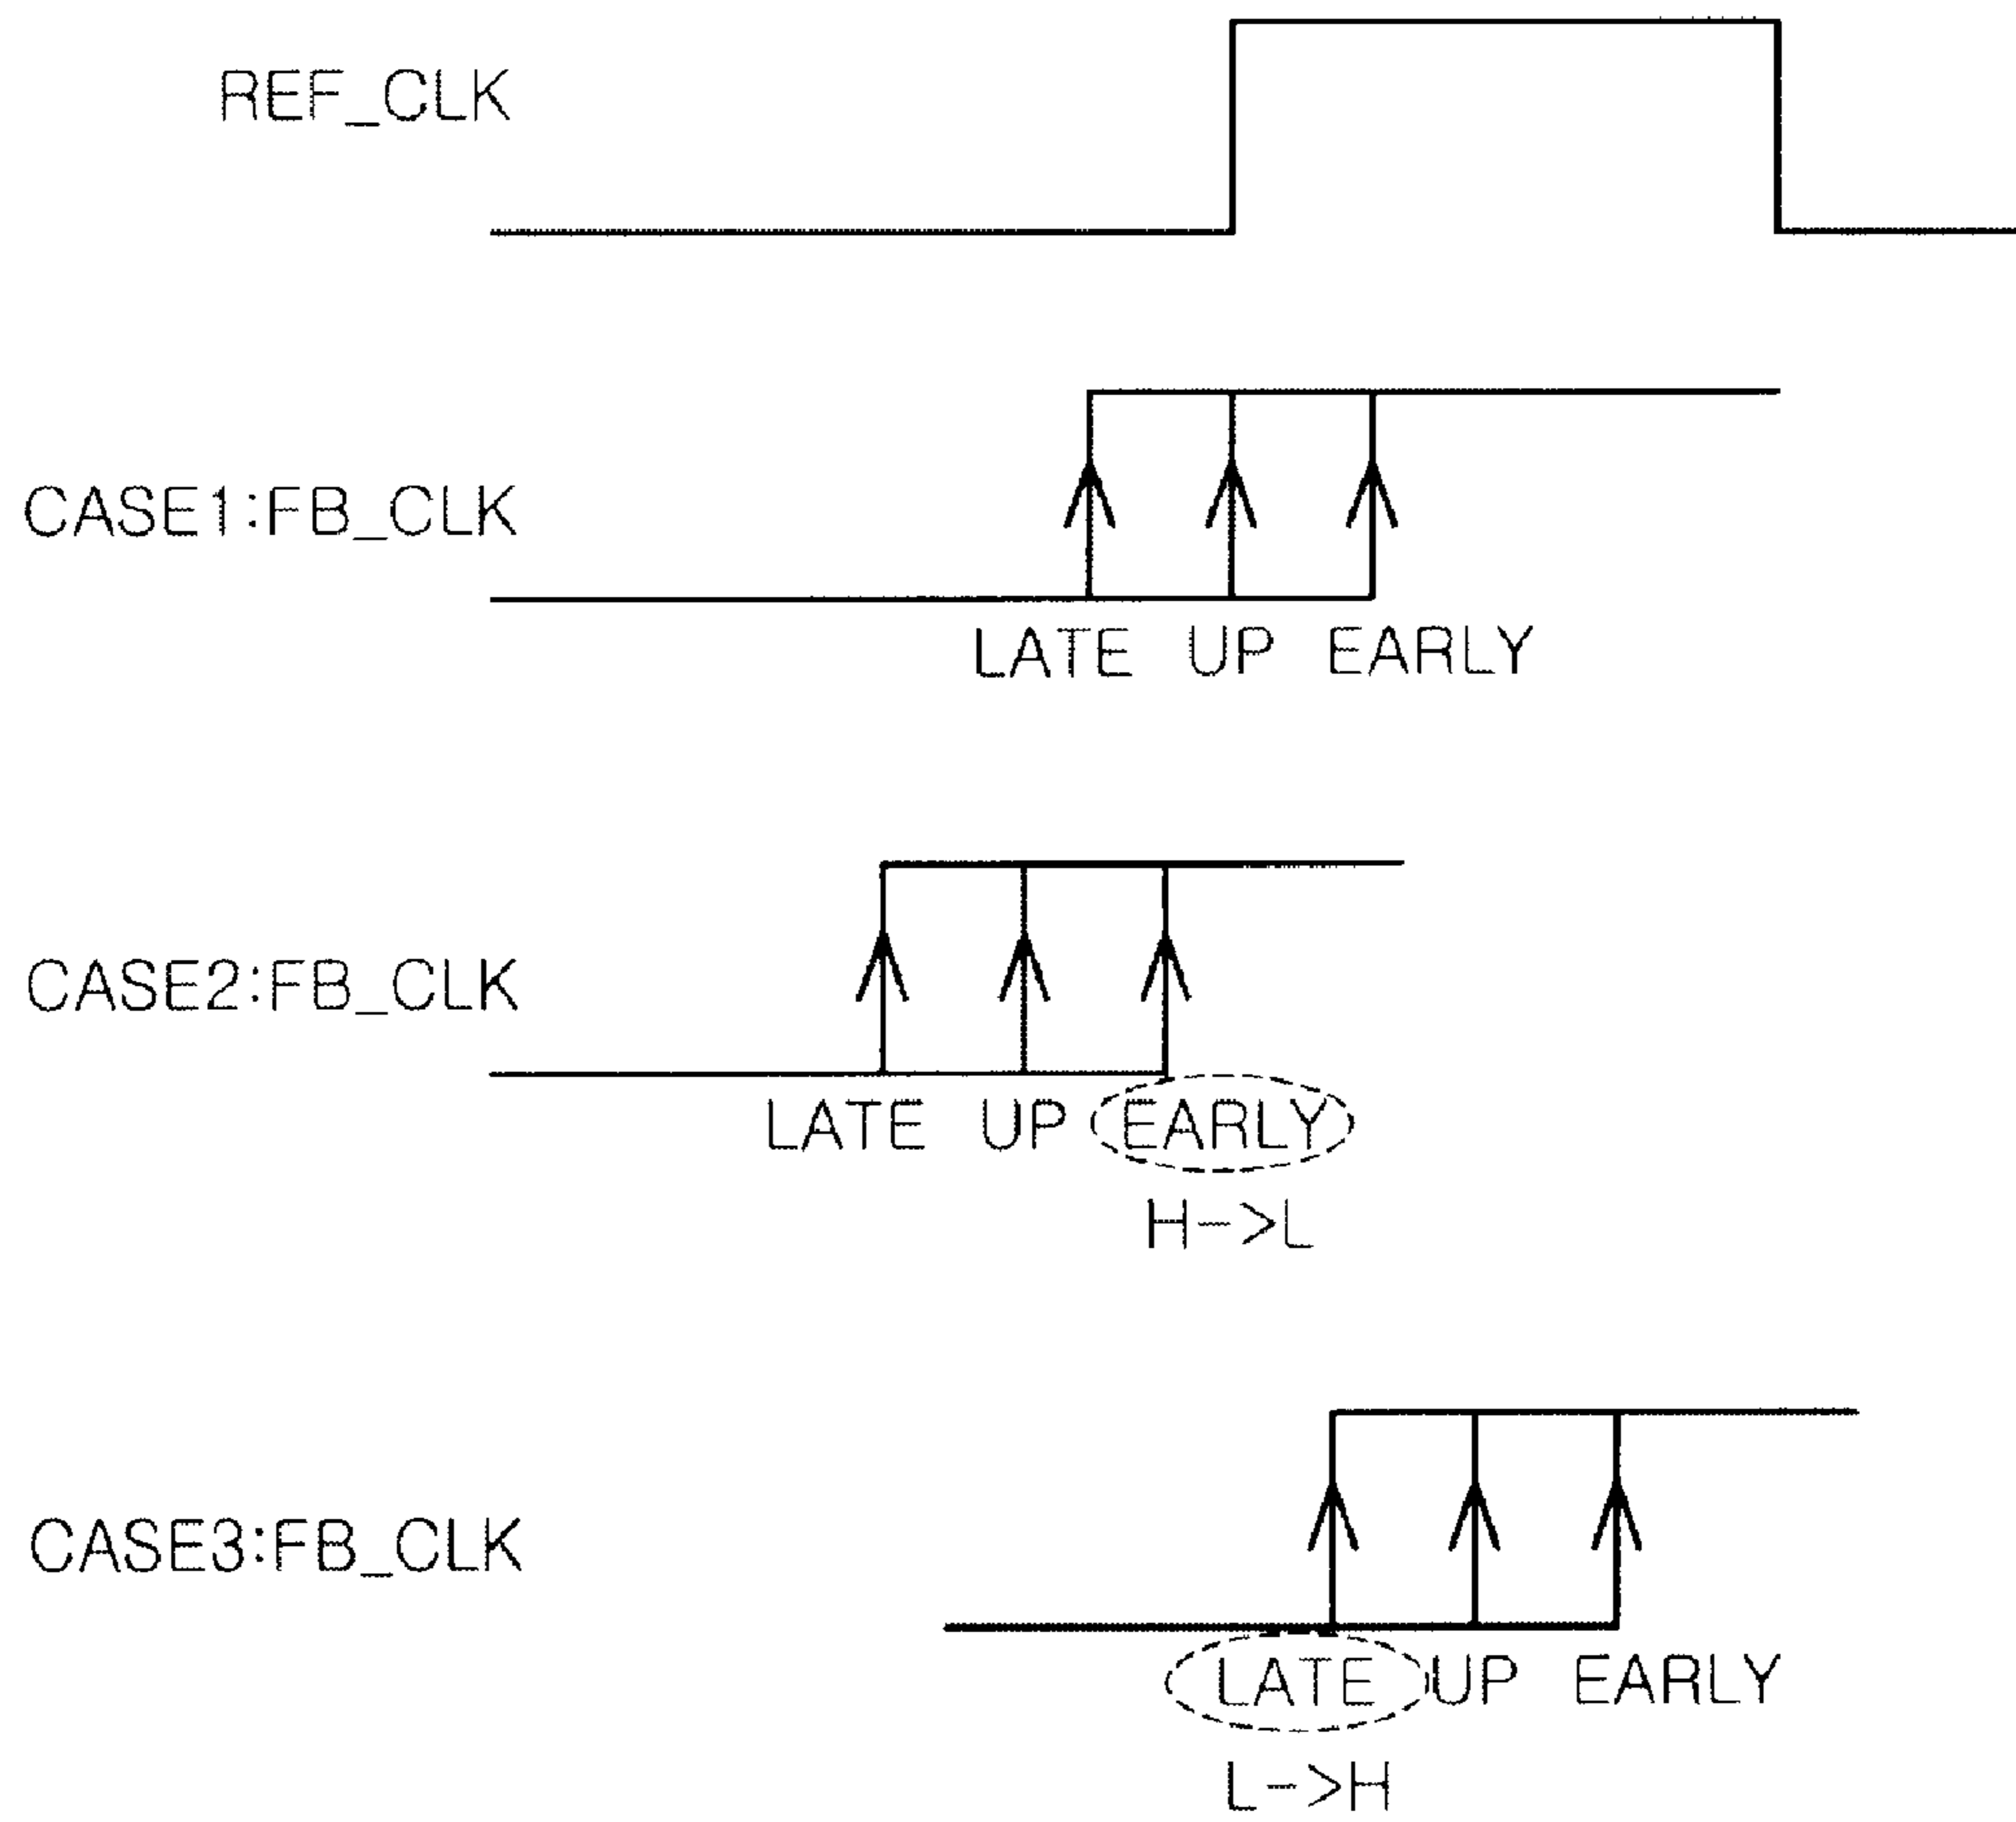 REF_CLK
CASE1:FB_CLK
LATE UP EARLY
CASE2:FB_CLK
LATE UP EARLY
H->L
CASE3:FB_CLK
LATE UP EARLY
L->H